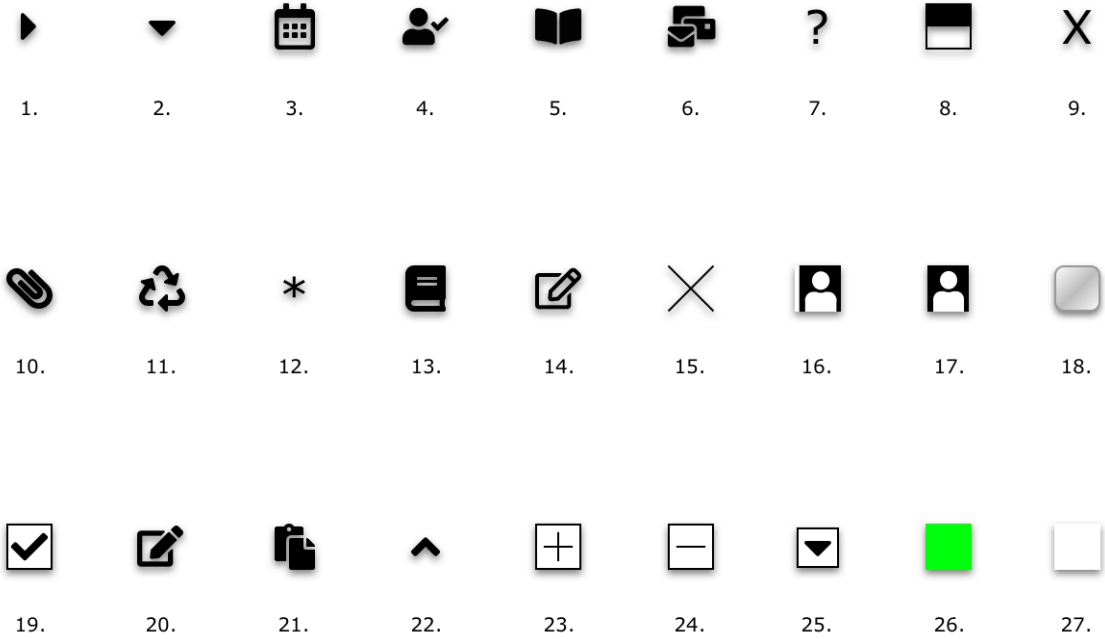 ? X
1. 2. 3. 4. 5. 6. 7. 8. 9.
*
10. 11. 12. 13. 14. 15. 16. 17. 18.
19. 20. 21. 22. 23. 24. 25. 26. 27.